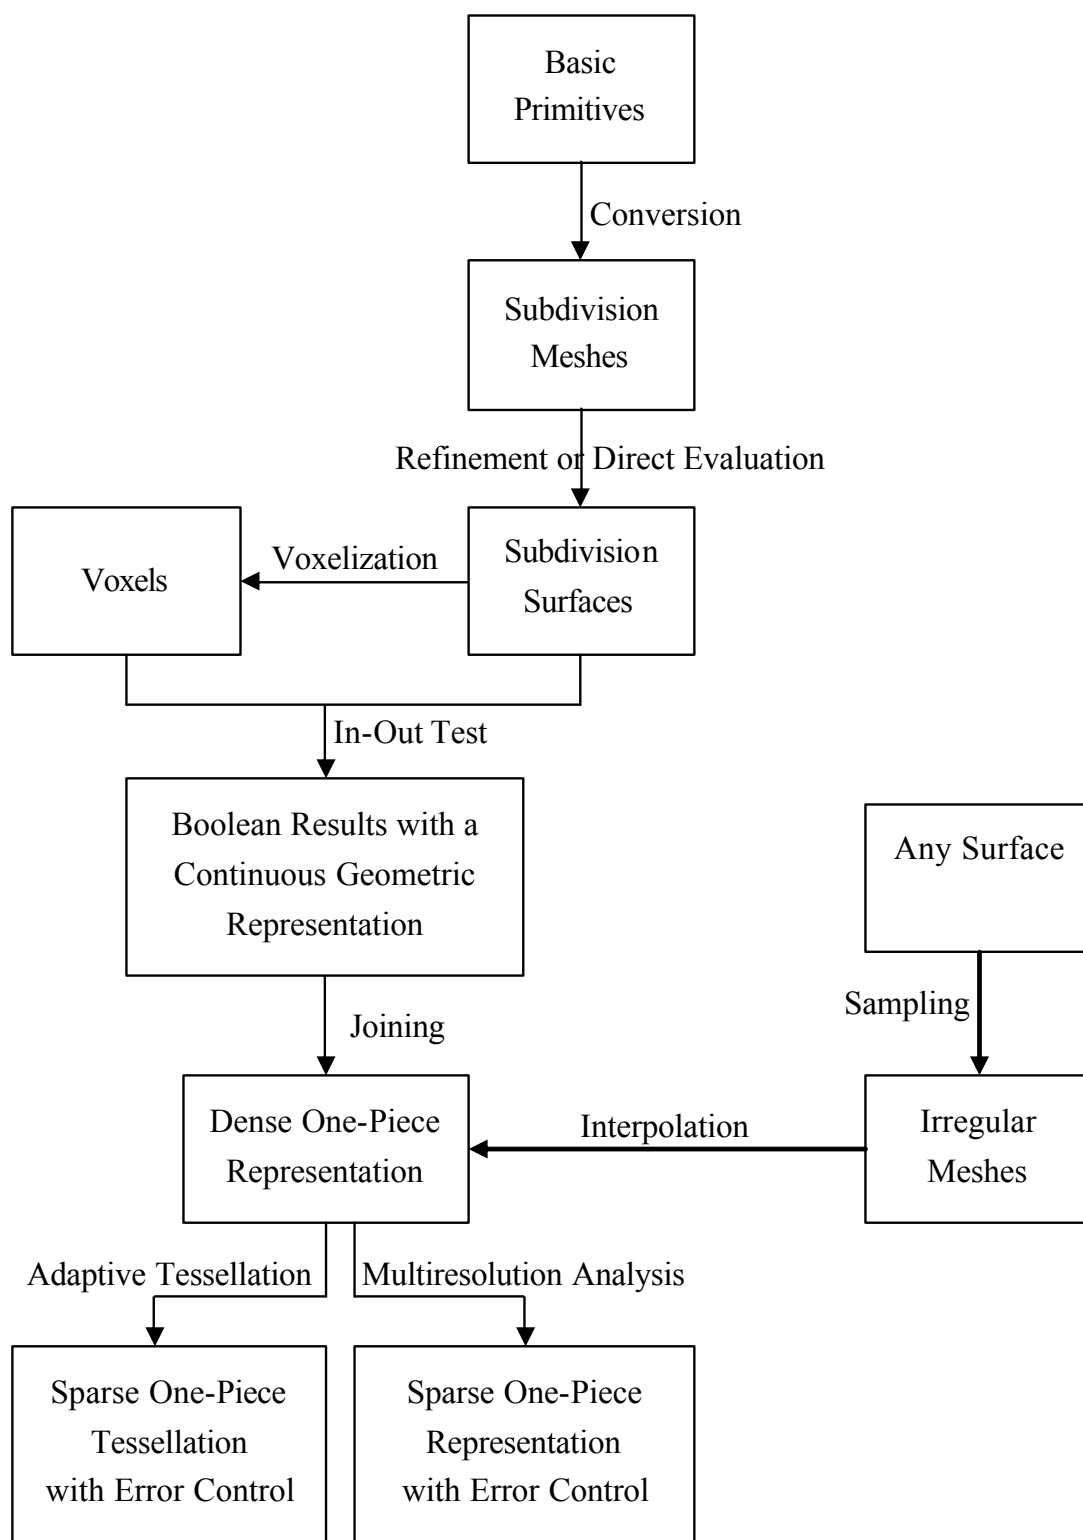 Basic
Primitives
Conversion
Subdivision
Meshes
Refinement or Direct Evaluation
Voxels
Voxelization
Subdivision
Surfaces
In-Out Test
Boolean Results with a
Continuous Geometric
Representation
Any Surface
Sampling
Joining
Dense One-Piece
Representation
Interpolation
Irregular
Meshes
Adaptive Tessellation
Multiresolution Analysis
Sparse One-Piece
Tessellation
with Error Control
Sparse One-Piece
Representation
with Error Control